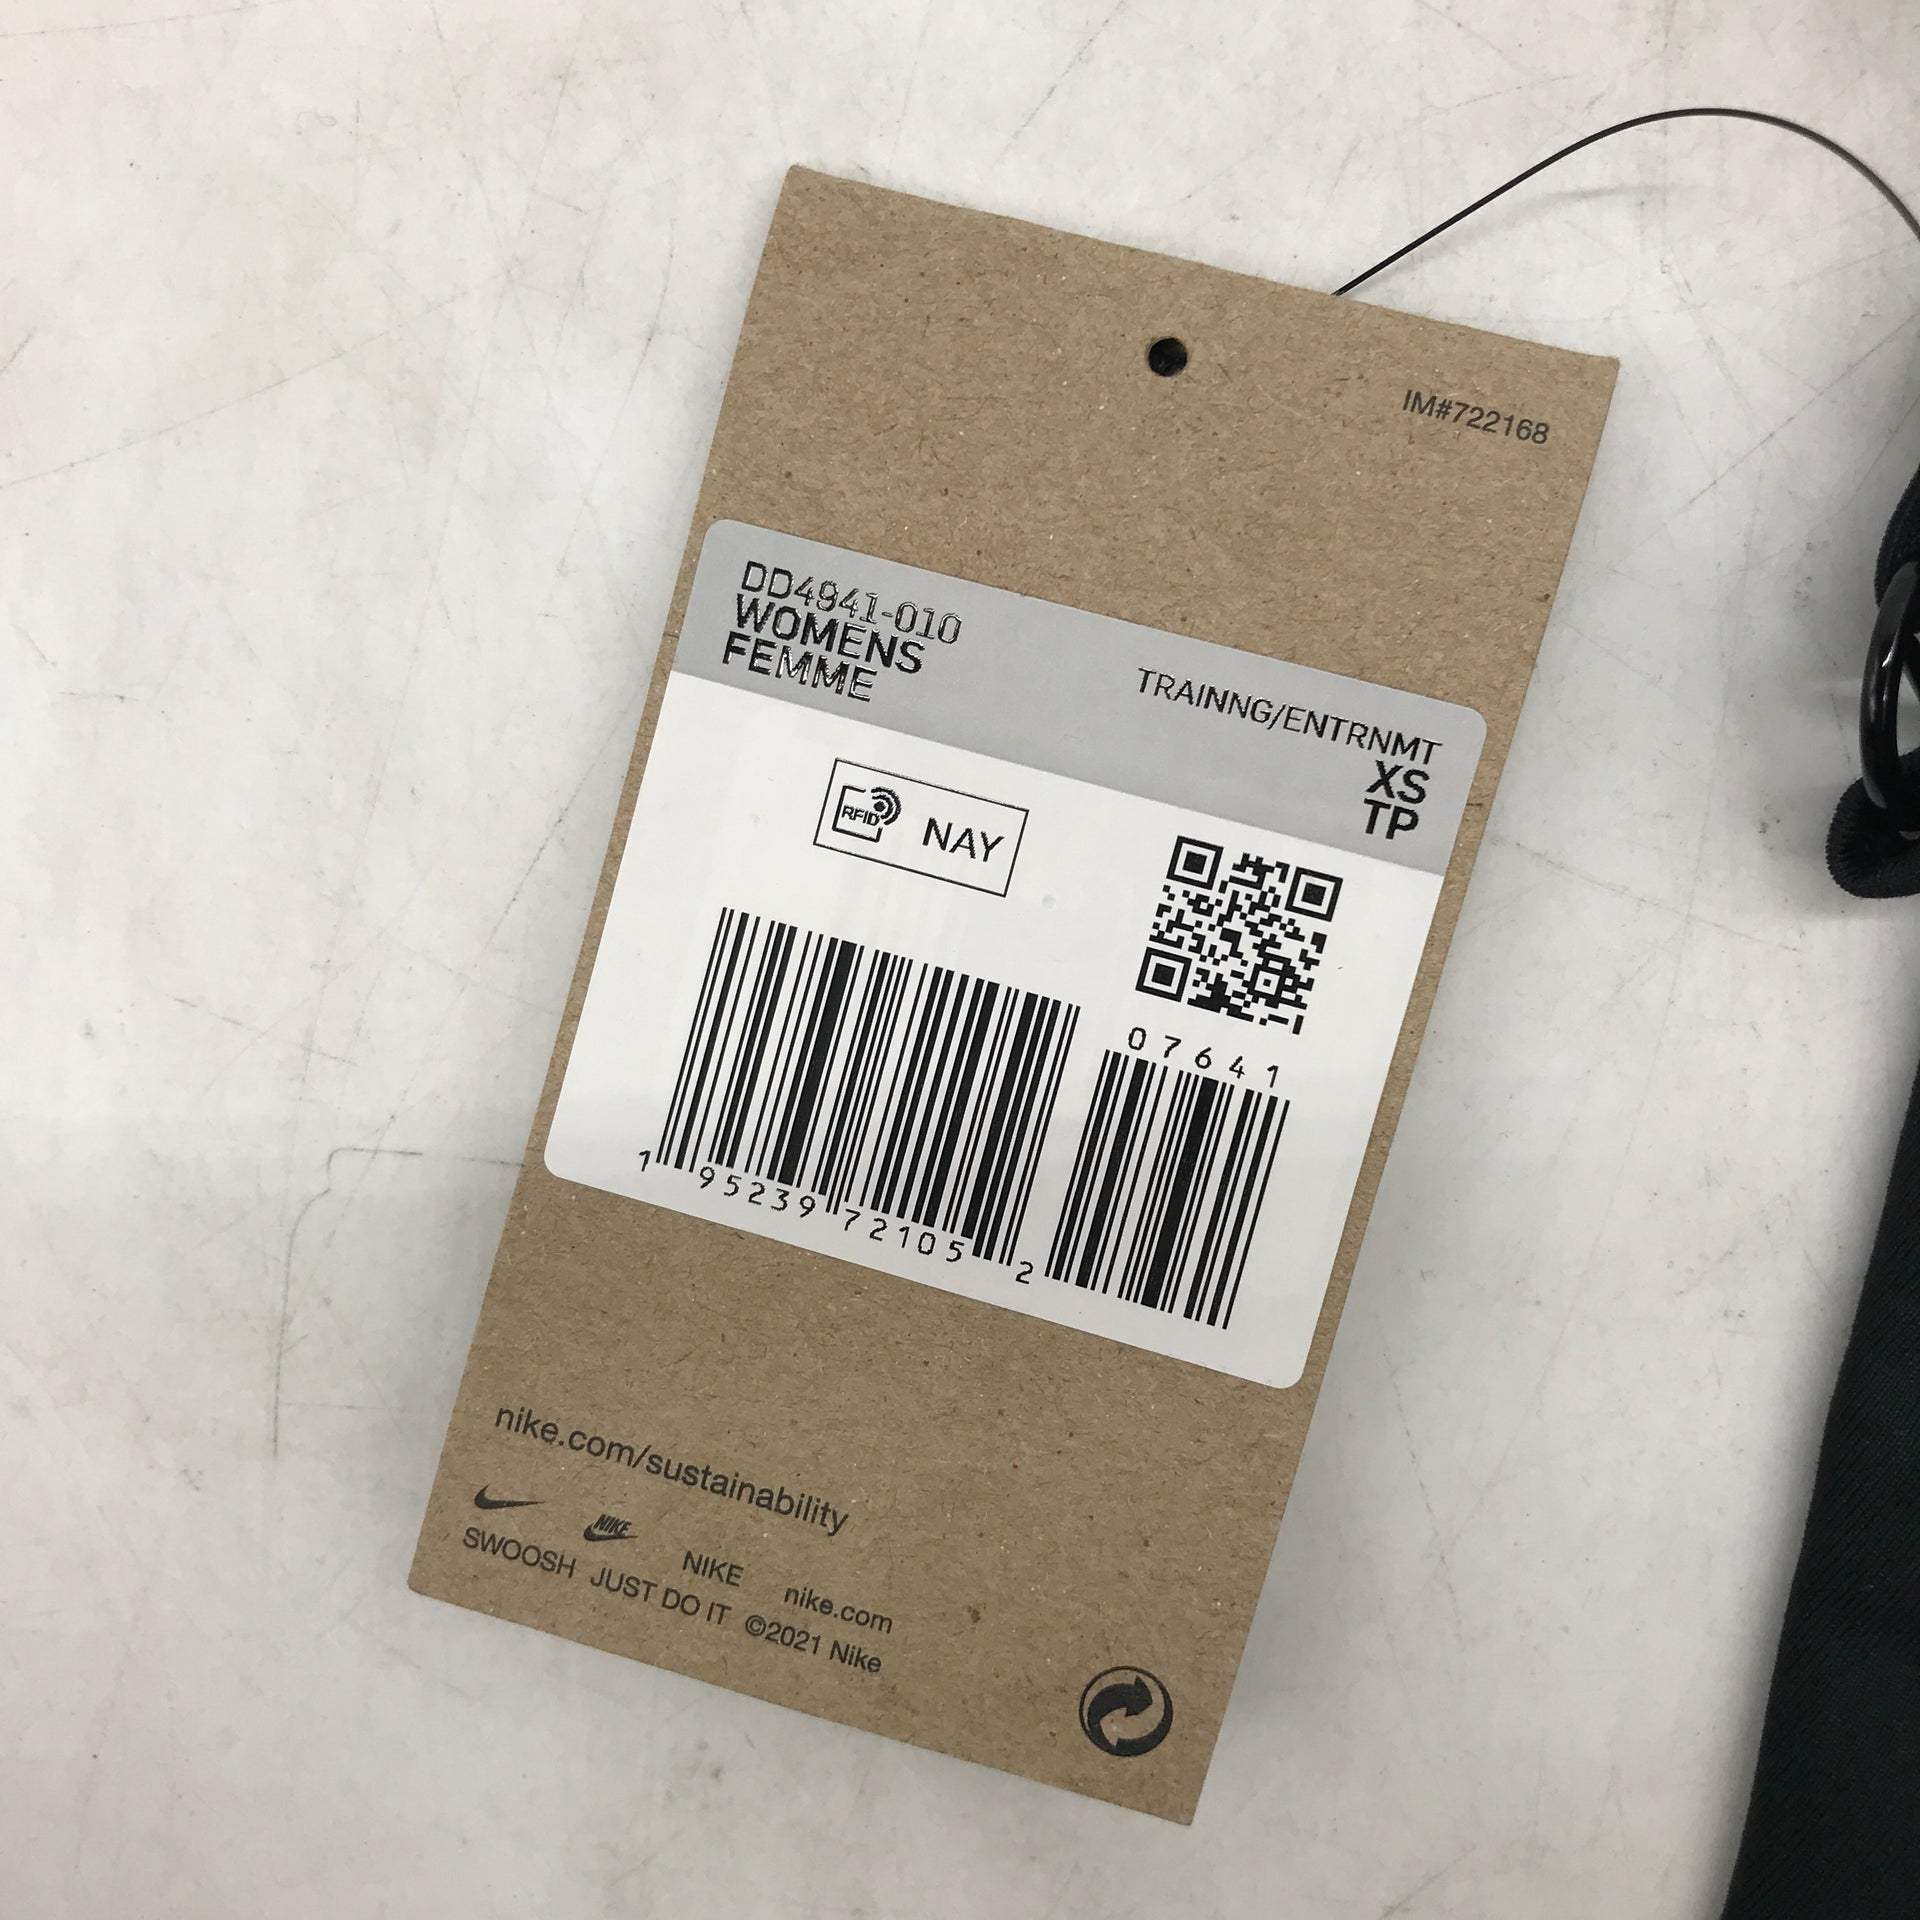 IM#722168
DD4941-010
WOMENS
FEMME
TRAINNG/ENTRNMT
XS
TP
RFID NAY
07641
1 95239 72105 2
nike.com/sustainability
NIKE NIKE nike.com
SWOOSH JUST DO IT ©2021 Nike